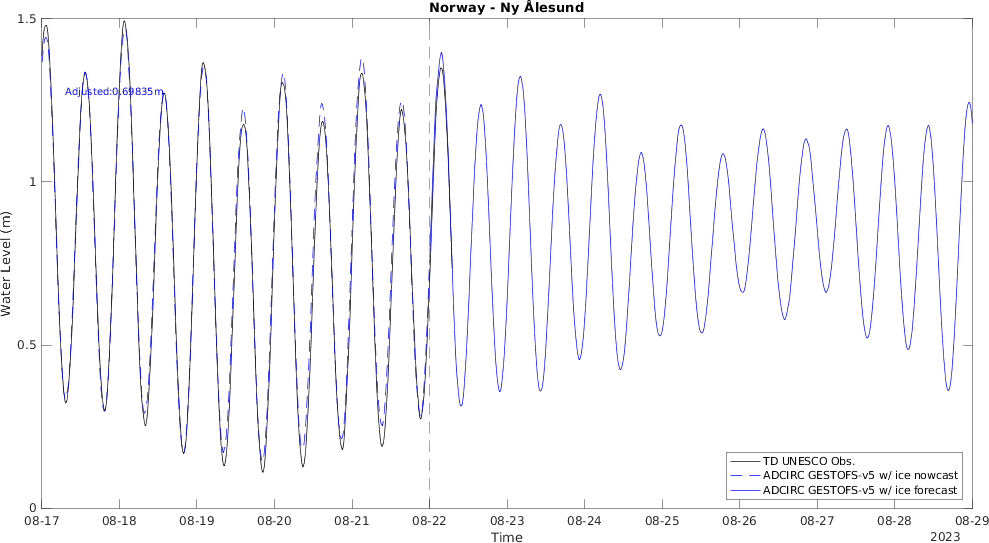 Norway - Ny Ålesund
1.5
1
0.5
0
Water Level (m)
Adjusted:0.69835m
TD UNESCO Obs.
ADCIRC GESTOFS-v5 w/ ice nowcast
ADCIRC GESTOFS-v5 w/ ice forecast
08-17 08-18 08-19 08-20 08-21 08-22 08-23 08-24 08-25 08-26 08-27 08-28 08-29
Time
2023